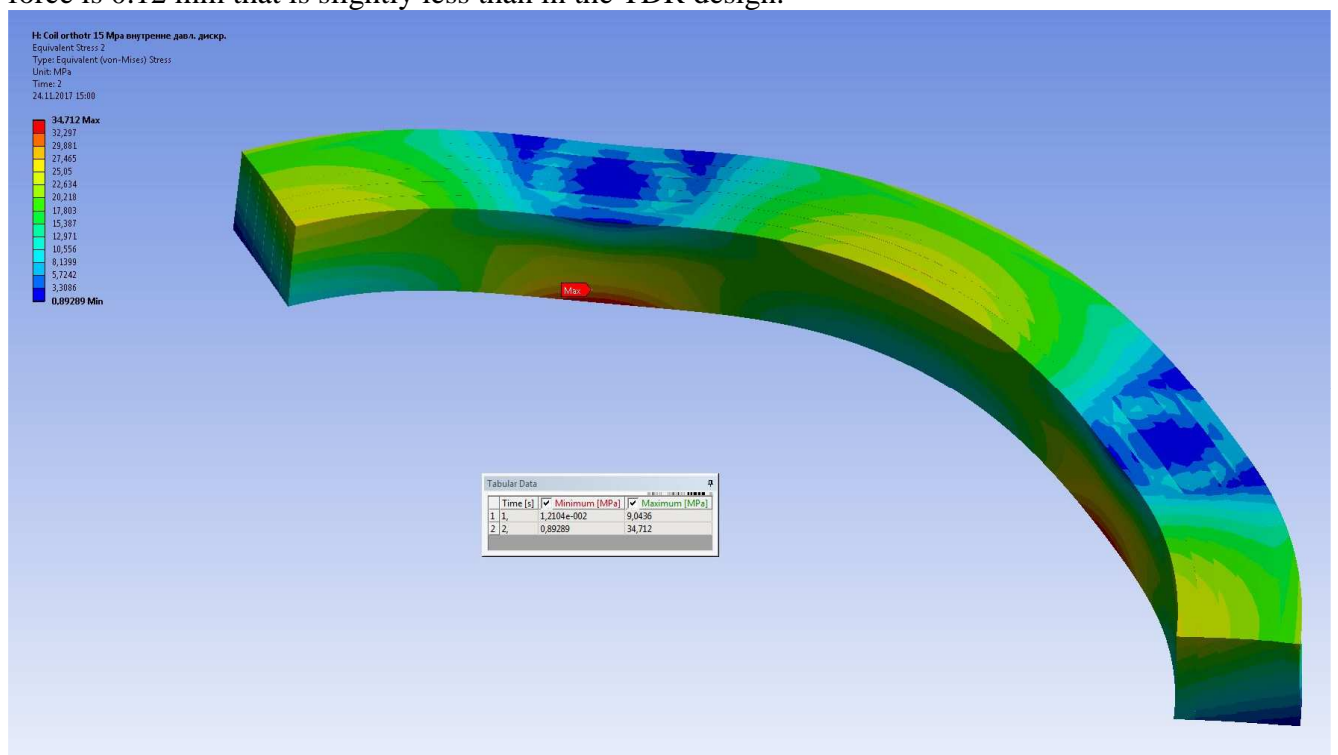 force is 0.12 mm that is slightly less than in the TDR design.
H: Coil orthotr 15 Mpa внутренне давл. дискр.
Equivalent Stress 2
Type: Equivalent (von-Mises) Stress
Unit: MPa
Time: 2
24.11.2017 15:00
34,712 Max
32,297
29,881
27,465
25,05
22,634
20,218
17,803
15,387
12,971
10,556
8,1399
5,7242
3,3086
0,89289 Min
Max
Tabular Data
Time [s] Minimum [MPa] Maximum [MPa]
1 1, 1,2104e-002 9,0436
2 2, 0,89289 34,712